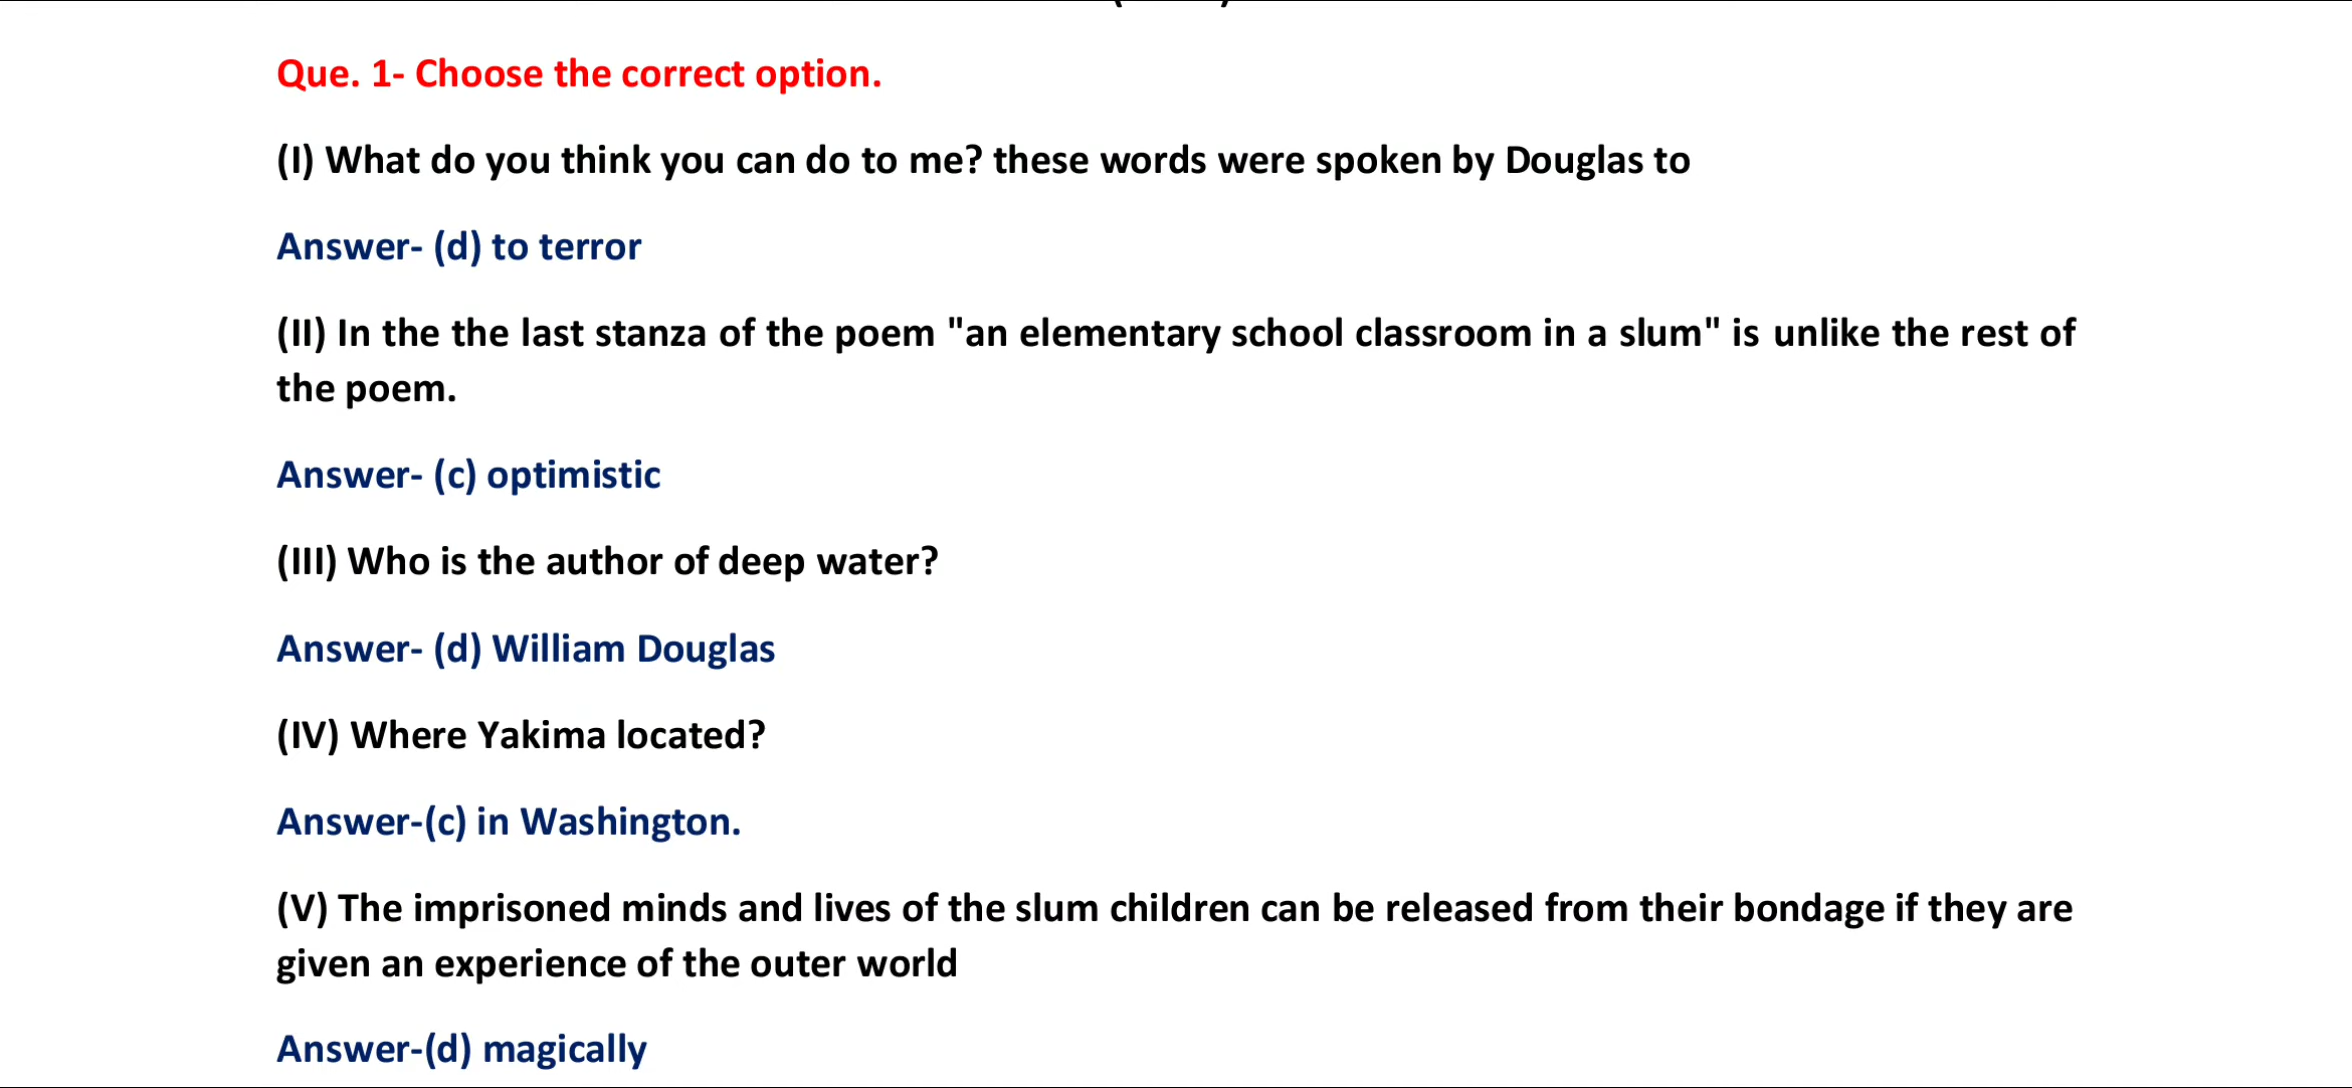 Que. 1- Choose the correct option.
(I) What do you think you can do to me? these words were spoken by Douglas to
Answer- (d) to terror
(II) In the the last stanza of the poem "an elementary school classroom in a slum" is unlike the rest of
the poem.
Answer- (c) optimistic
(III) Who is the author of deep water?
Answer- (d) William Douglas
(IV) Where Yakima located?
Answer-(c) in Washington.
(V) The imprisoned minds and lives of the slum children can be released from their bondage if they are
given an experience of the outer world
Answer-(d) magically